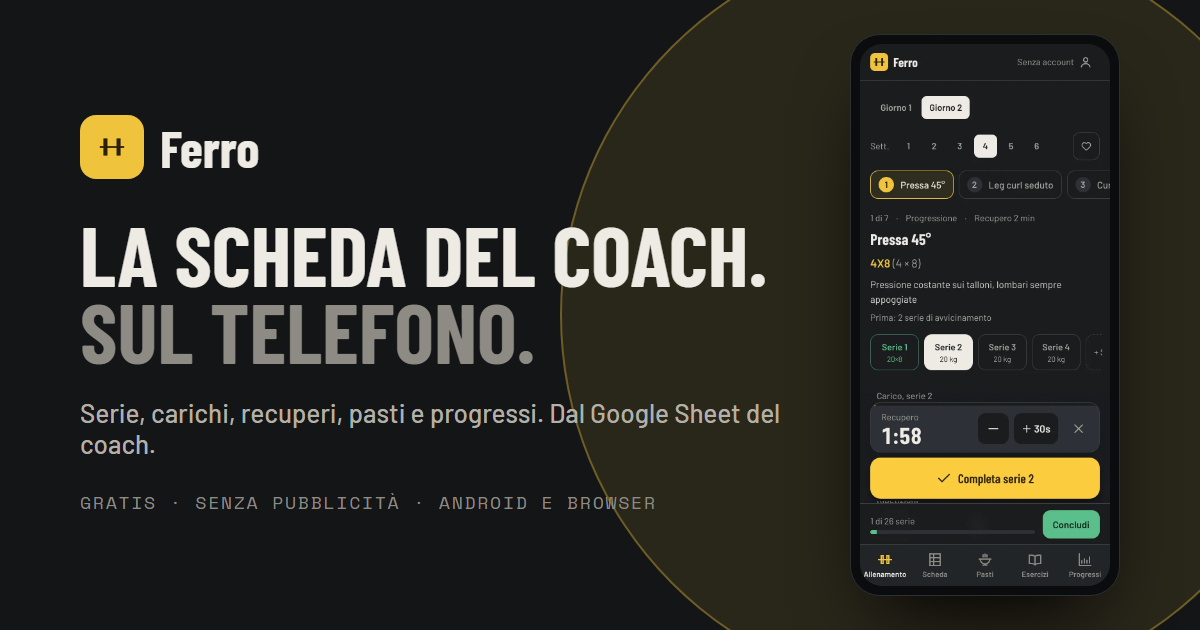 Ferro
LA SCHEDA DEL COACH.
SUL TELEFONO.
Serie, carichi, recuperi, pasti e progressi. Dal Google Sheet del
coach.
GRATIS · SENZA PUBBLICITÀ · ANDROID E BROWSER
Ferro
Senza account
Giorno 1 Giorno 2
Sett. 1 2 3 4 5 6
1 Pressa 45° 2 Leg curl seduto 3 Cur
1 di 7 · Progressione · Recupero 2 min
Pressa 45°
4X8 (4 × 8)
Pressione costante sui talloni, lombari sempre
appoggiate
Prima: 2 serie di avvicinamento
Serie 1 Serie 2 Serie 3 Serie 4
20×8 20 kg 20 kg 20 kg
Carico, serie 2
Recupero
1:58 − + 30s ×
Completa serie 2
1 di 26 serie
Concludi
Allenamento Scheda Pasti Esercizi Progressi